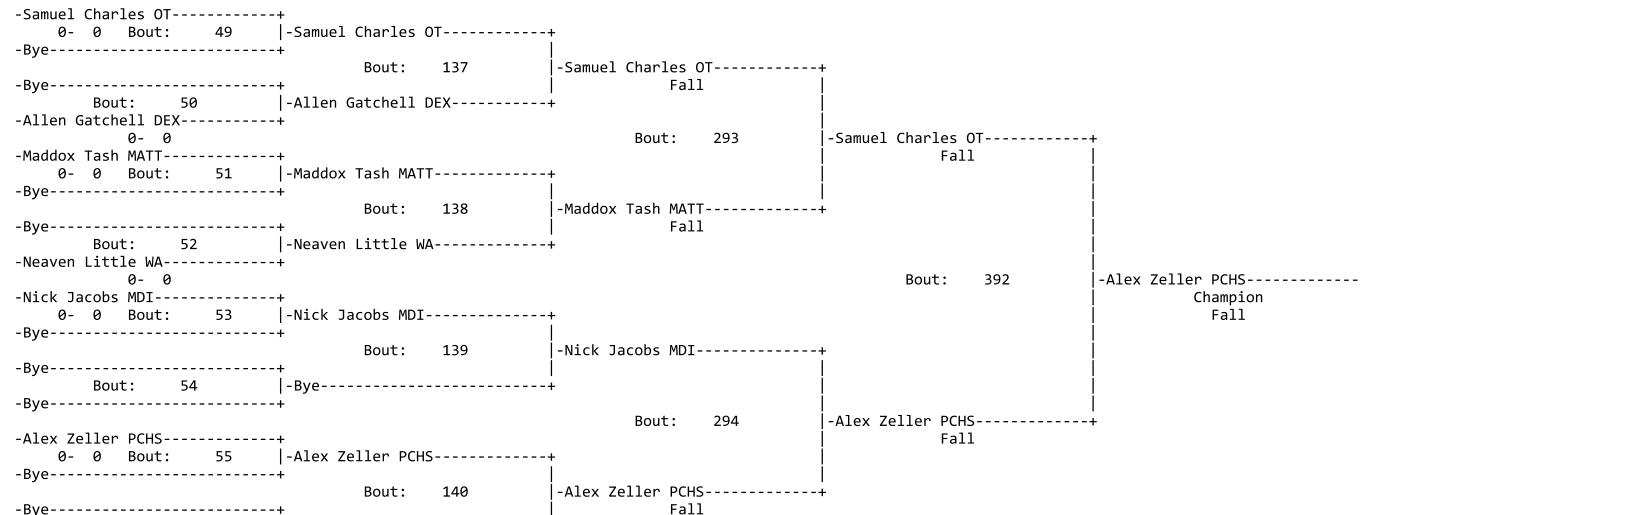 -Samuel Charles OT------------+
0- 0 Bout: 49 |-Samuel Charles OT------------+
-Bye--------------------------+ |
Bout: 137 |-Samuel Charles OT------------+
-Bye--------------------------+ | Fall |
Bout: 50 |-Allen Gatchell DEX-----------+ |
-Allen Gatchell DEX-----------+ |
0- 0 Bout: 293 |-Samuel Charles OT------------+
-Maddox Tash MATT-------------+ | Fall |
0- 0 Bout: 51 |-Maddox Tash MATT-------------+ | |
-Bye--------------------------+ | | |
Bout: 138 |-Maddox Tash MATT-------------+ |
-Bye--------------------------+ | Fall |
Bout: 52 |-Neaven Little WA-------------+ |
-Neaven Little WA-------------+ |
0- 0 Bout: 392 |-Alex Zeller PCHS-------------
-Nick Jacobs MDI--------------+ | Champion
0- 0 Bout: 53 |-Nick Jacobs MDI--------------+ | Fall
-Bye--------------------------+ | |
Bout: 139 |-Nick Jacobs MDI--------------+ |
-Bye--------------------------+ | | |
Bout: 54 |-Bye--------------------------+ | |
-Bye--------------------------+ | |
Bout: 294 |-Alex Zeller PCHS-------------+
-Alex Zeller PCHS-------------+ | Fall
0- 0 Bout: 55 |-Alex Zeller PCHS-------------+ |
-Bye--------------------------+ | |
Bout: 140 |-Alex Zeller PCHS-------------+
-Bye--------------------------+ | Fall